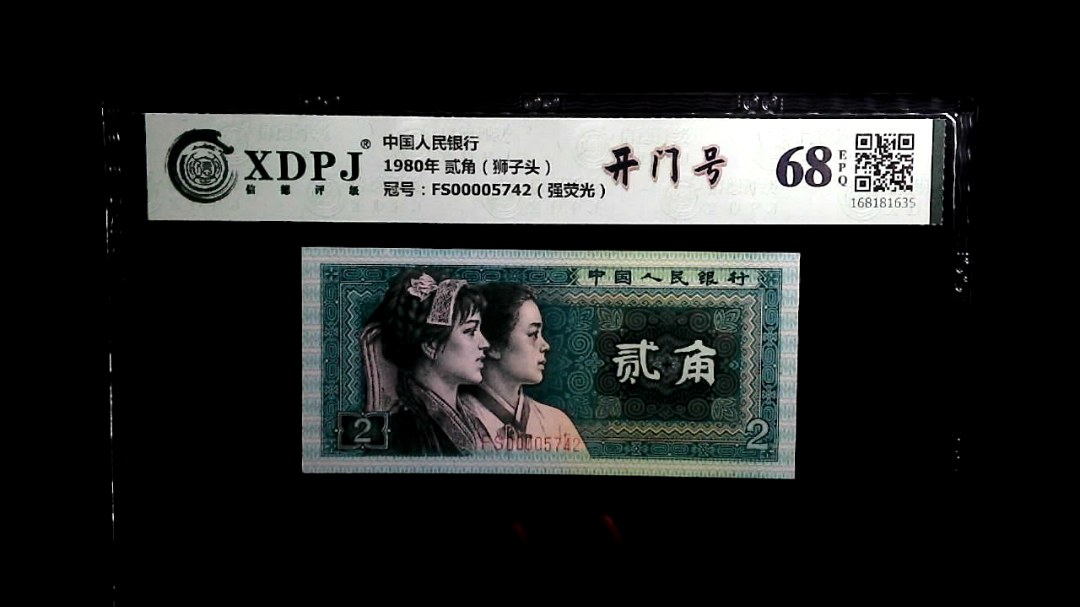 XDPJ®
信德评级
中国人民银行
1980年 贰角（狮子头）
冠号：FS00005742（强荧光）
开门号
68
EPQ
168181635
中国人民银行
贰角
2
FS00005742
2